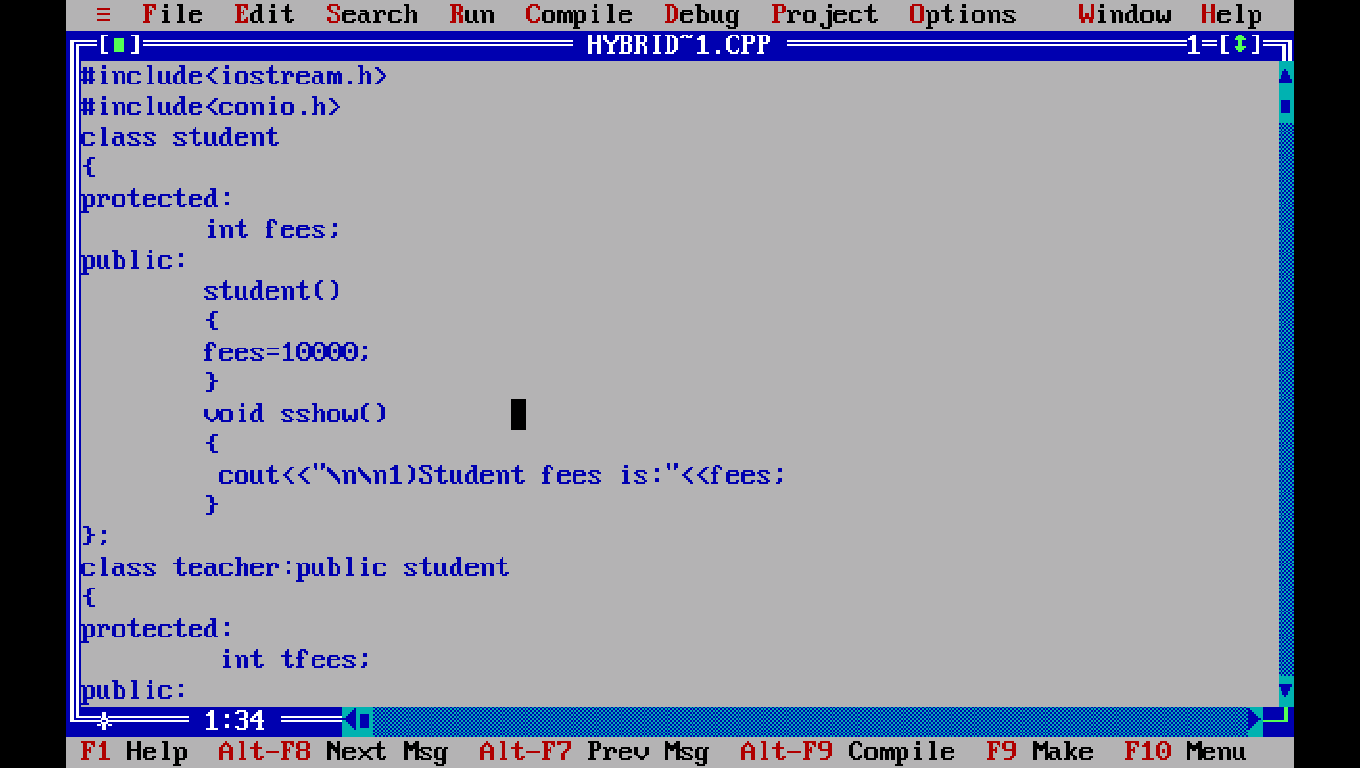 ≡ File Edit Search Run Compile Debug Project Options Window Help
[■] HYBRID~1.CPP 1=[↕]
#include<iostream.h>
#include<conio.h>
class student
{
protected:
        int fees;
public:
        student()
        {
        fees=10000;
        }
        void sshow()
        {
         cout<<"\n\n1)Student fees is:"<<fees;
        }
};
class teacher:public student
{
protected:
         int tfees;
public:
* 1:34
F1 Help Alt-F8 Next Msg Alt-F7 Prev Msg Alt-F9 Compile F9 Make F10 Menu